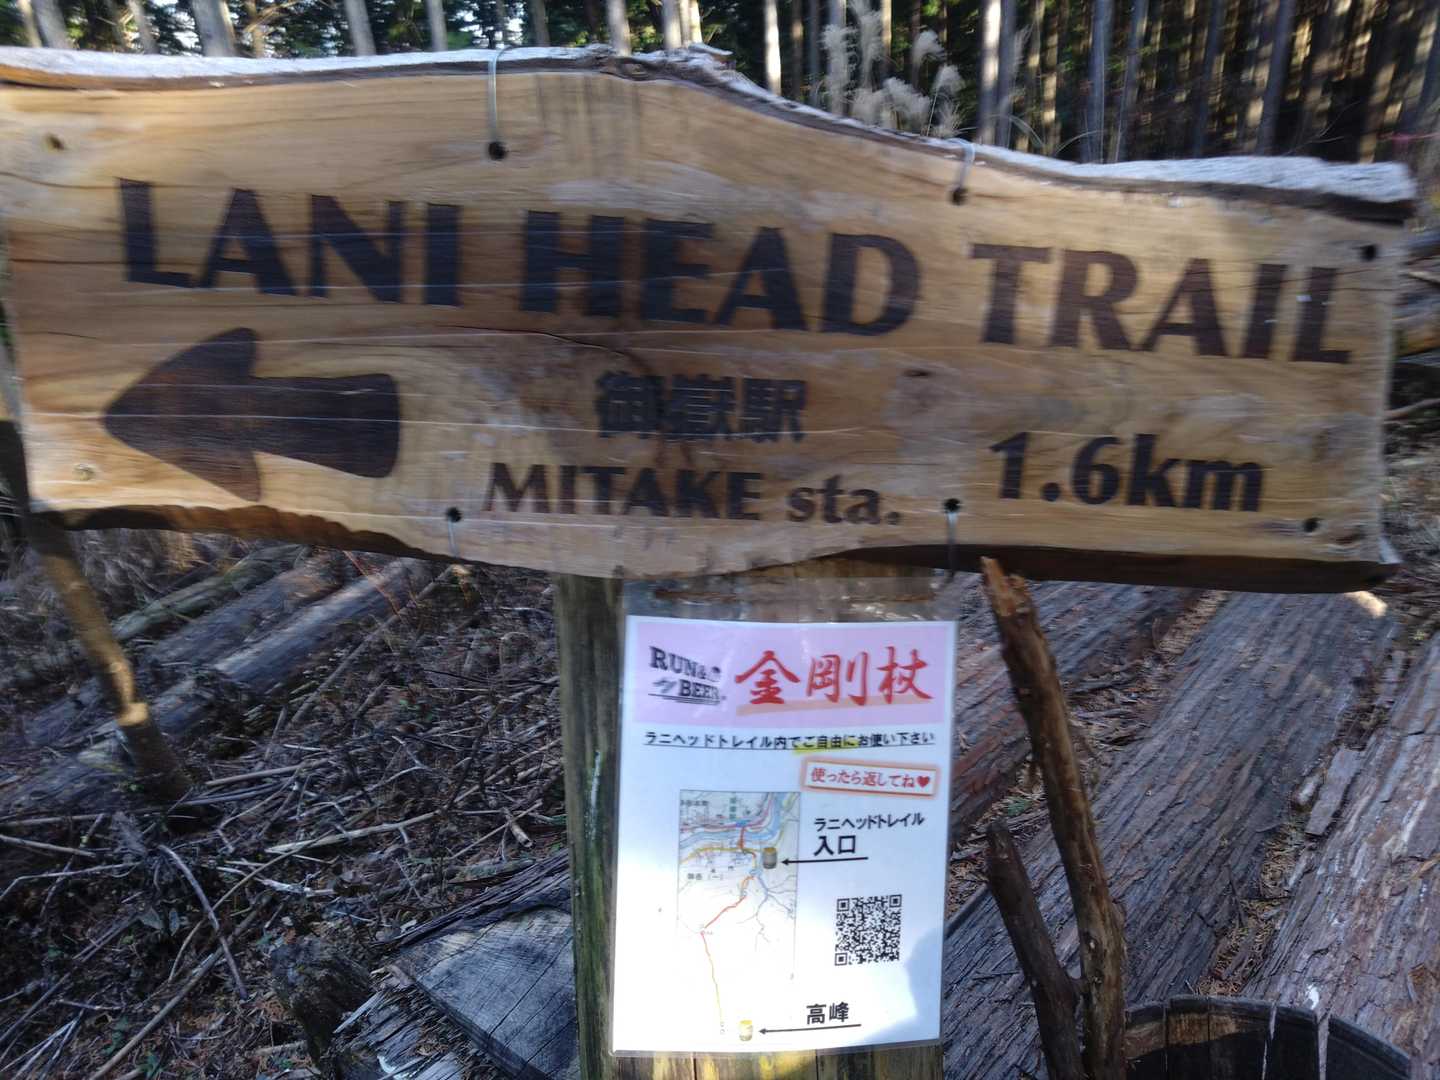 LANI HEAD TRAIL
御嶽駅
MITAKE sta.
1.6km
RUN&
BEER
金剛杖
ラニヘッドトレイル内でご自由にお使い下さい
使ったら返してね♥
ラニヘッドトレイル
入口
高峰